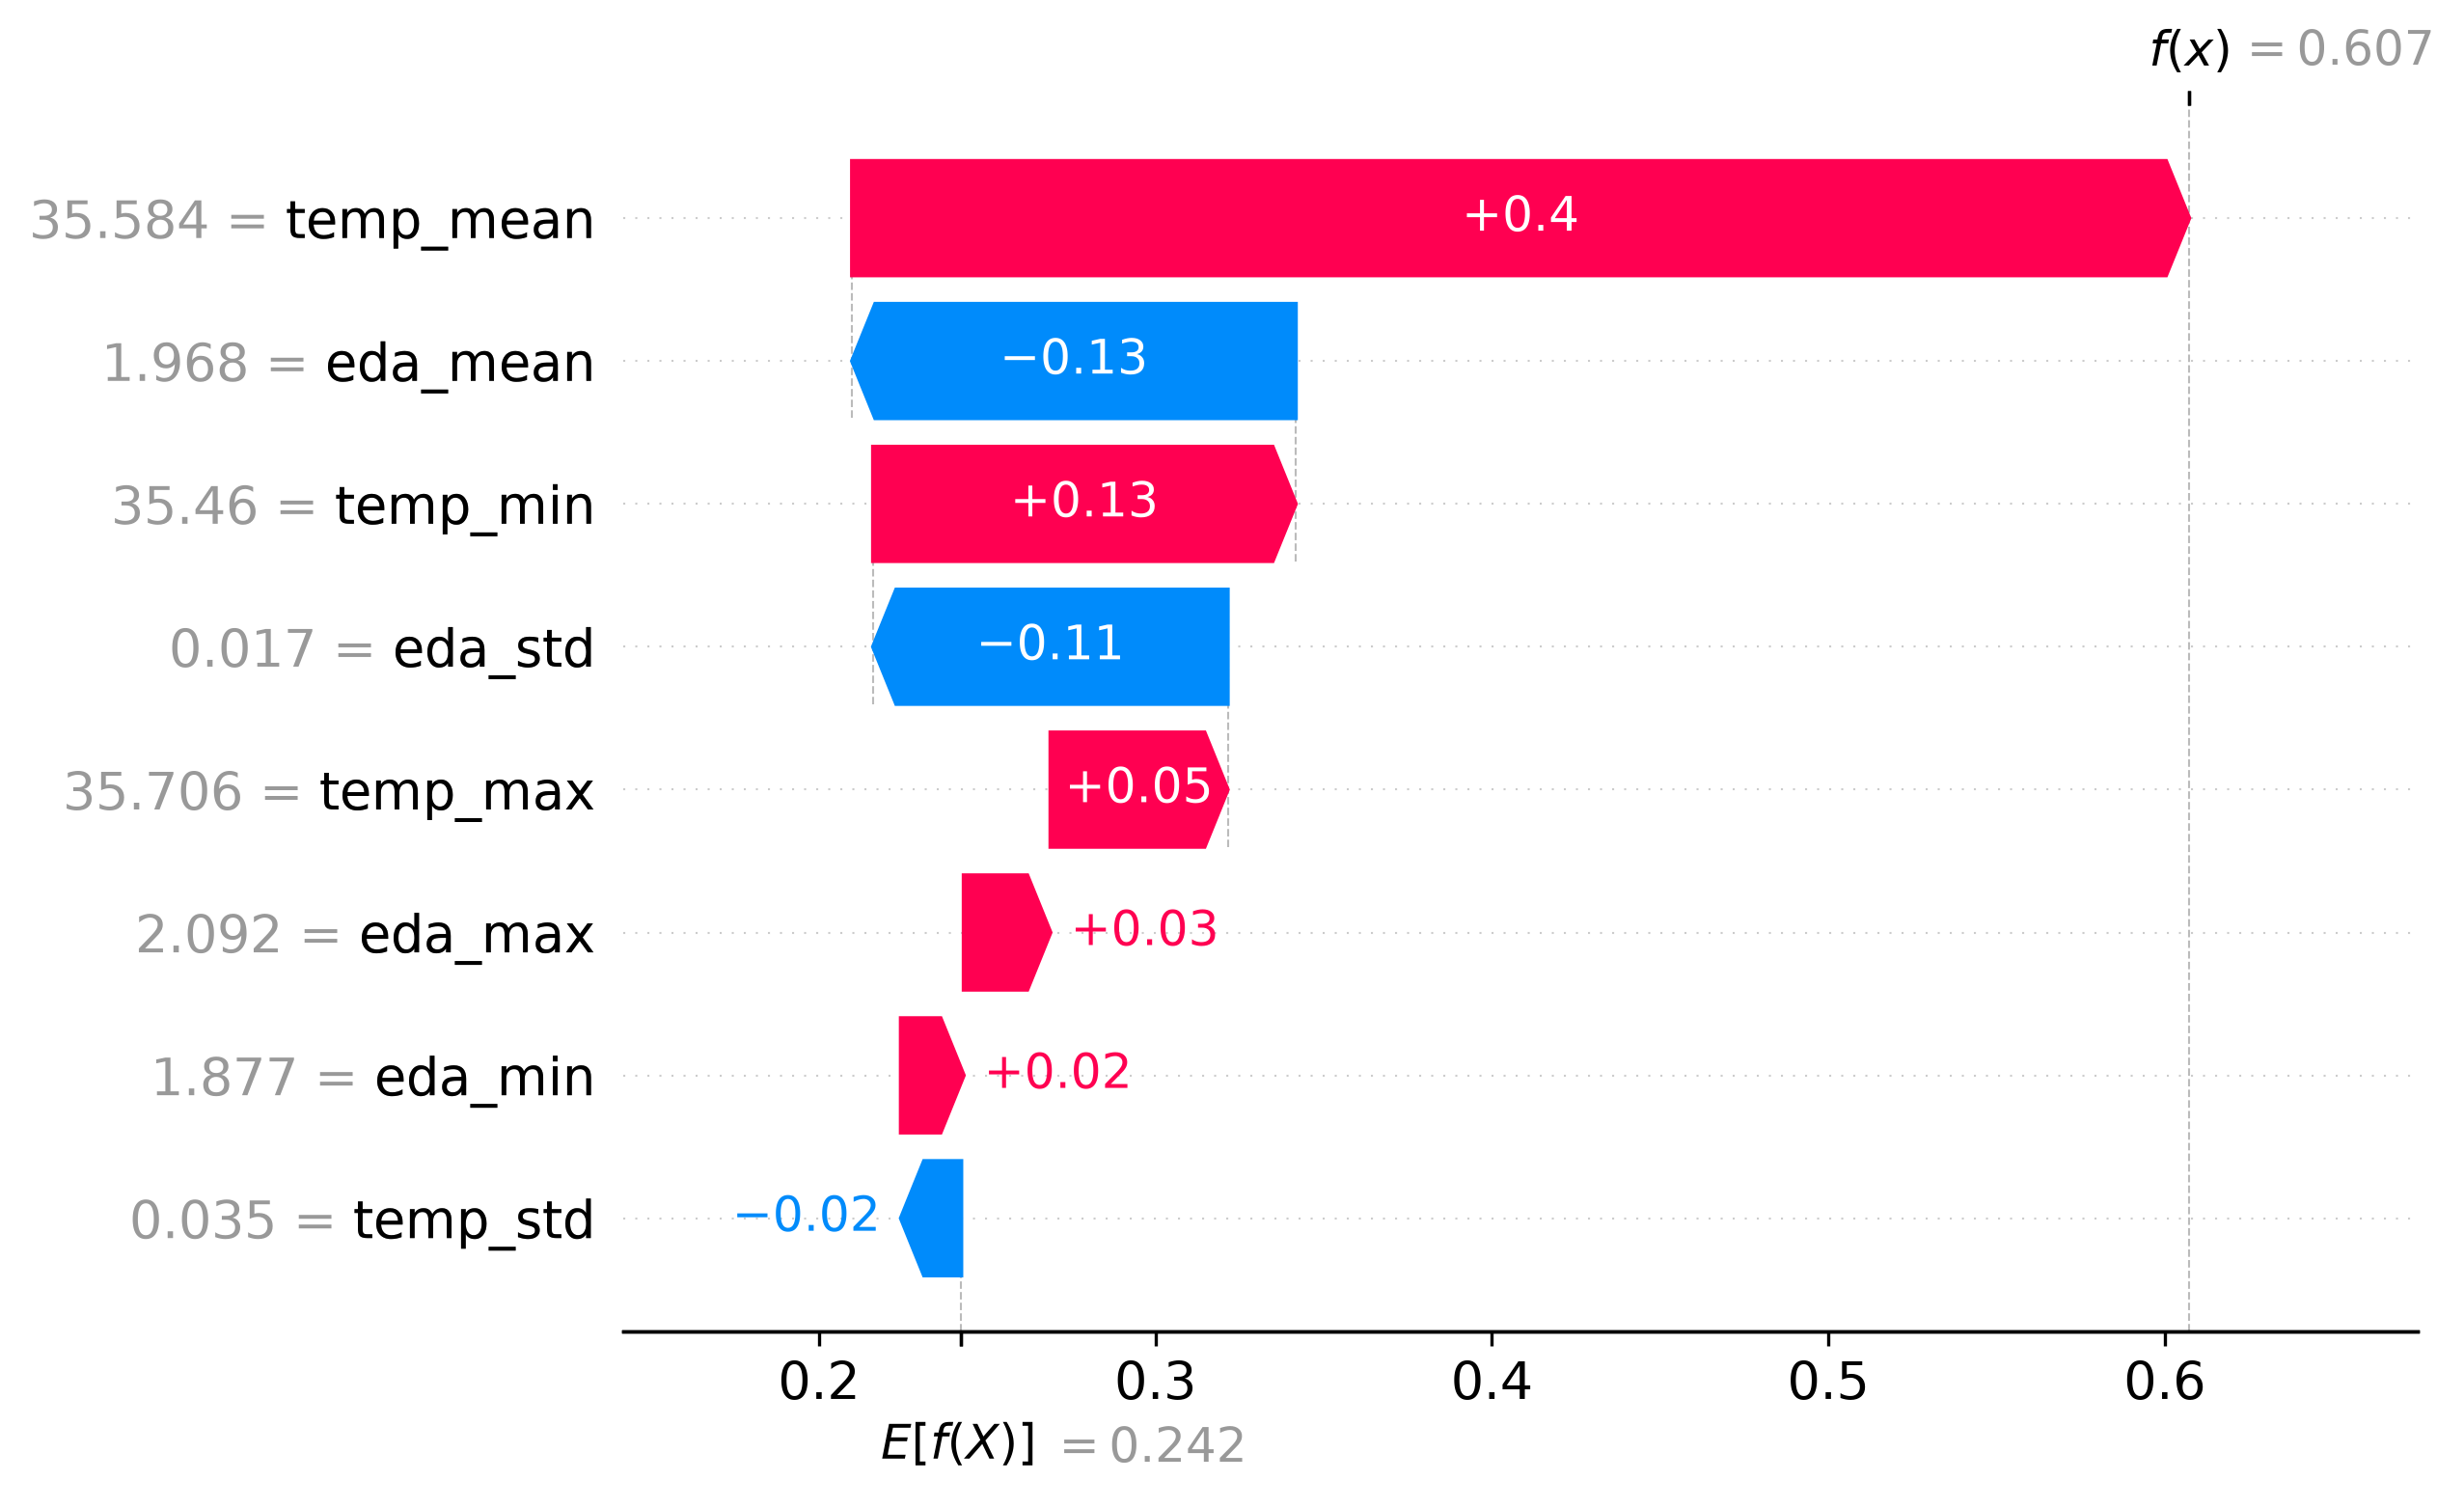 f(x) = 0.607
35.584 = temp_mean +0.4
1.968 = eda_mean −0.13
35.46 = temp_min +0.13
0.017 = eda_std −0.11
35.706 = temp_max +0.05
2.092 = eda_max +0.03
1.877 = eda_min +0.02
0.035 = temp_std −0.02
0.2 0.3 0.4 0.5 0.6
E[f(X)] = 0.242